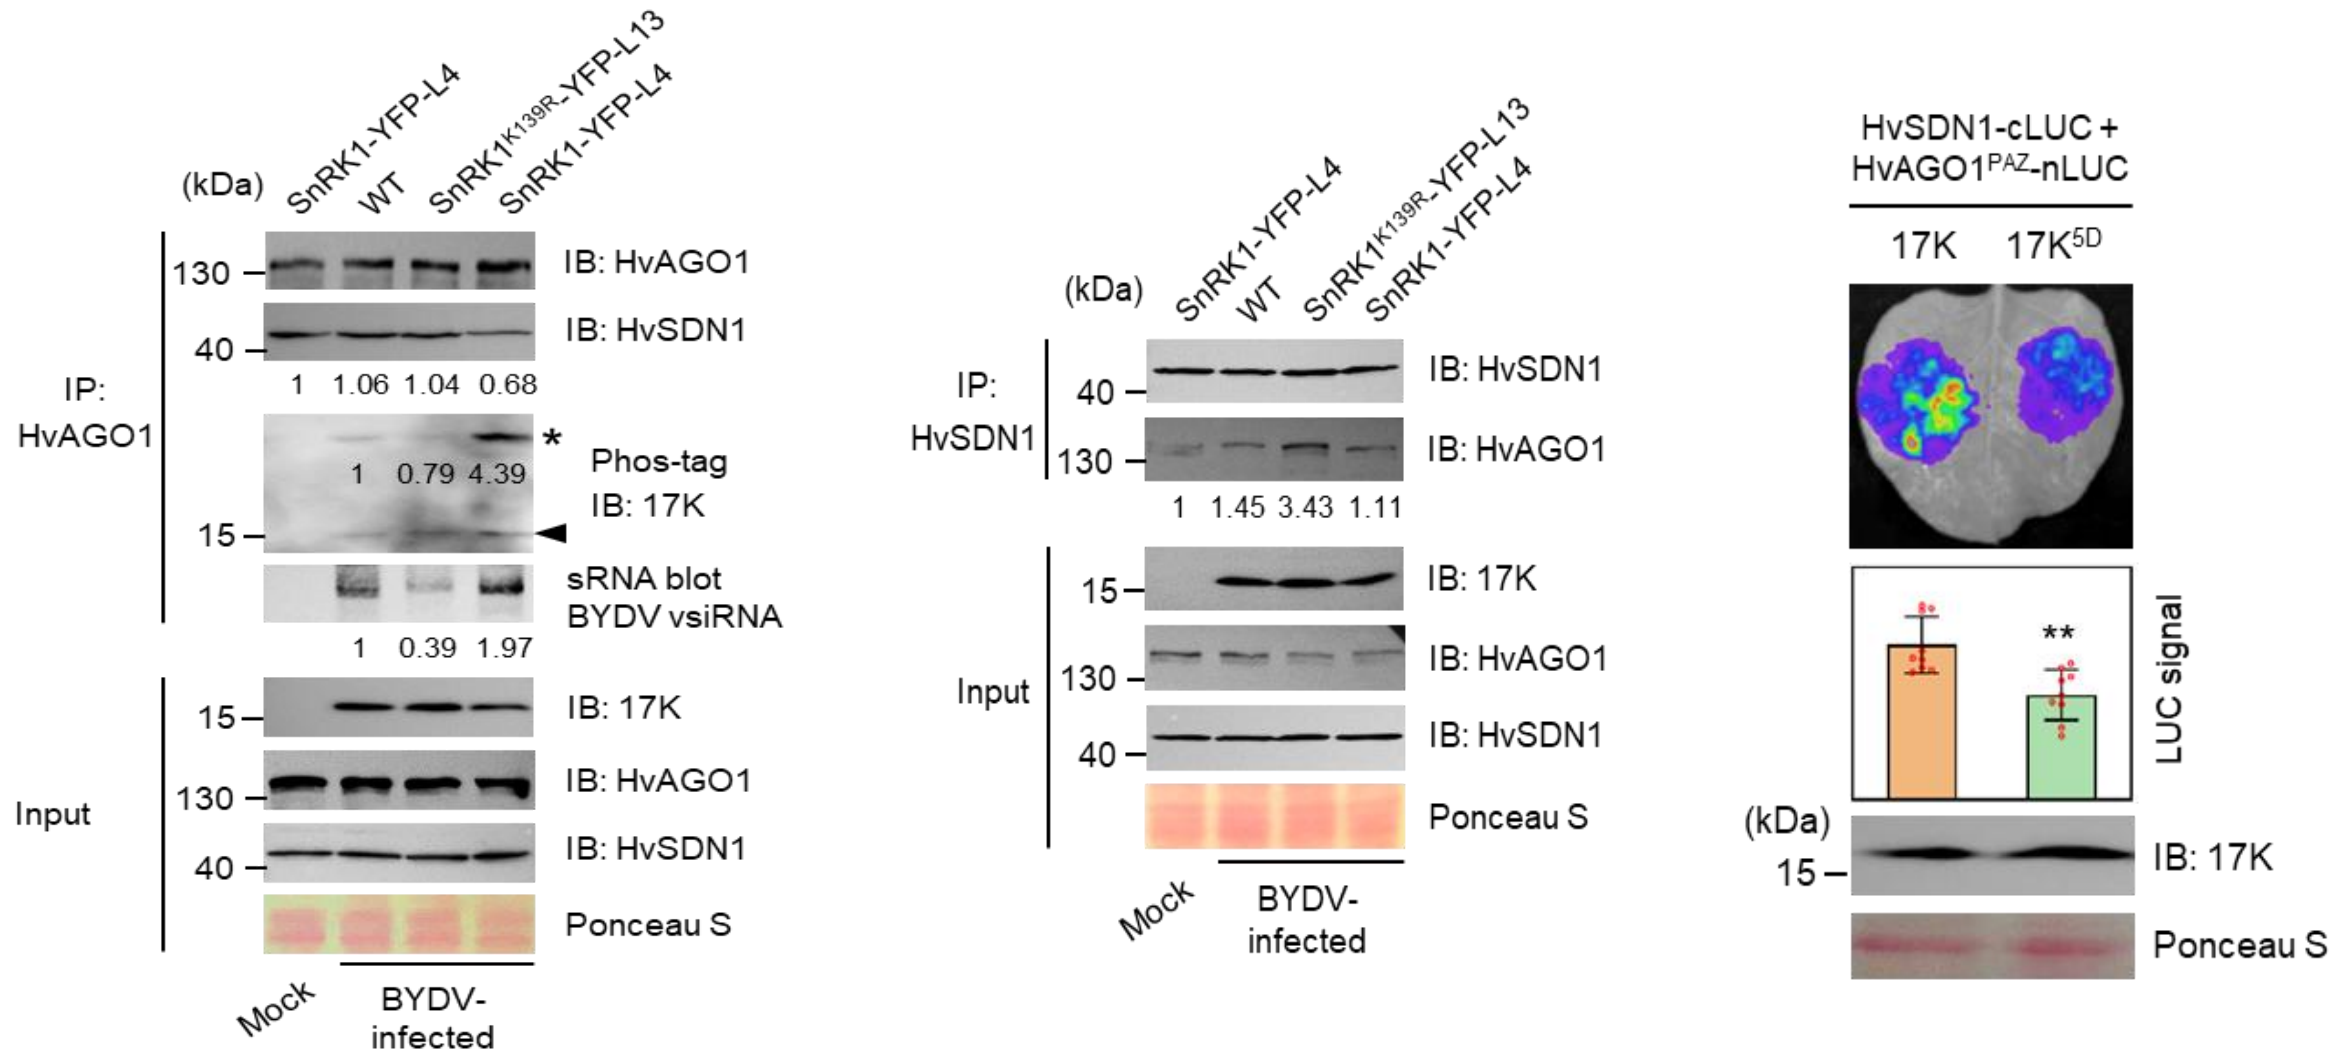 (kDa)
SnRK1-YFP-L4
WT
SnRK1K139R-YFP-L13
SnRK1-YFP-L4
IP:
HvAGO1
130
IB: HvAGO1
40
IB: HvSDN1
1 1.06 1.04 0.68
*
1 0.79 4.39
Phos-tag
IB: 17K
15
sRNA blot
BYDV vsiRNA
1 0.39 1.97
Input
15
IB: 17K
130
IB: HvAGO1
40
IB: HvSDN1
Ponceau S
Mock
BYDV-
infected
(kDa)
SnRK1-YFP-L4
WT
SnRK1K139R-YFP-L13
SnRK1-YFP-L4
IP:
HvSDN1
40
IB: HvSDN1
130
IB: HvAGO1
1 1.45 3.43 1.11
Input
15
IB: 17K
130
IB: HvAGO1
40
IB: HvSDN1
Ponceau S
Mock
BYDV-
infected
HvSDN1-cLUC +
HvAGO1PAZ-nLUC
17K 17K5D
**
LUC signal
(kDa)
15
IB: 17K
Ponceau S